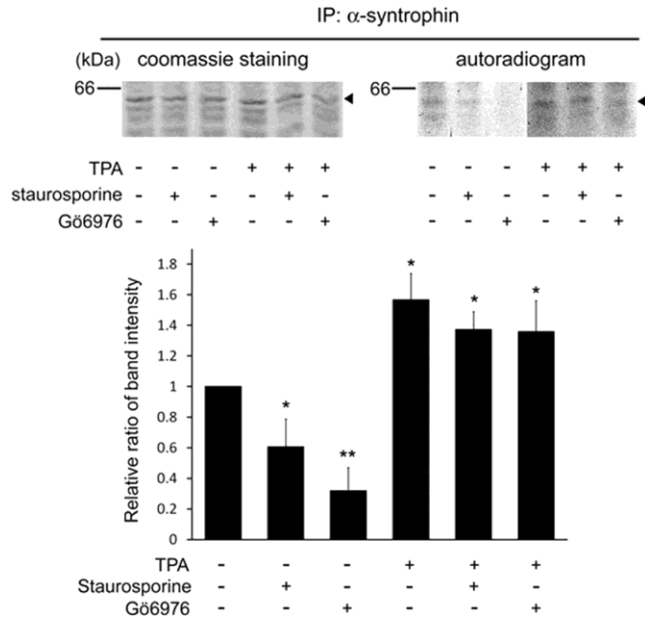 IP: α-syntrophin
(kDa) coomassie staining autoradiogram
66 66
TPA - - - + + + - - - + + +
staurosporine - + - - + - - + - - + -
Gö6976 - - + - - + - - + - - +
Relative ratio of band intensity
1.8
1.6
1.4
1.2
1
0.8
0.6
0.4
0.2
0
* ** * * *
TPA - - - + + +
Staurosporine - + - - + -
Gö6976 - - + - - +